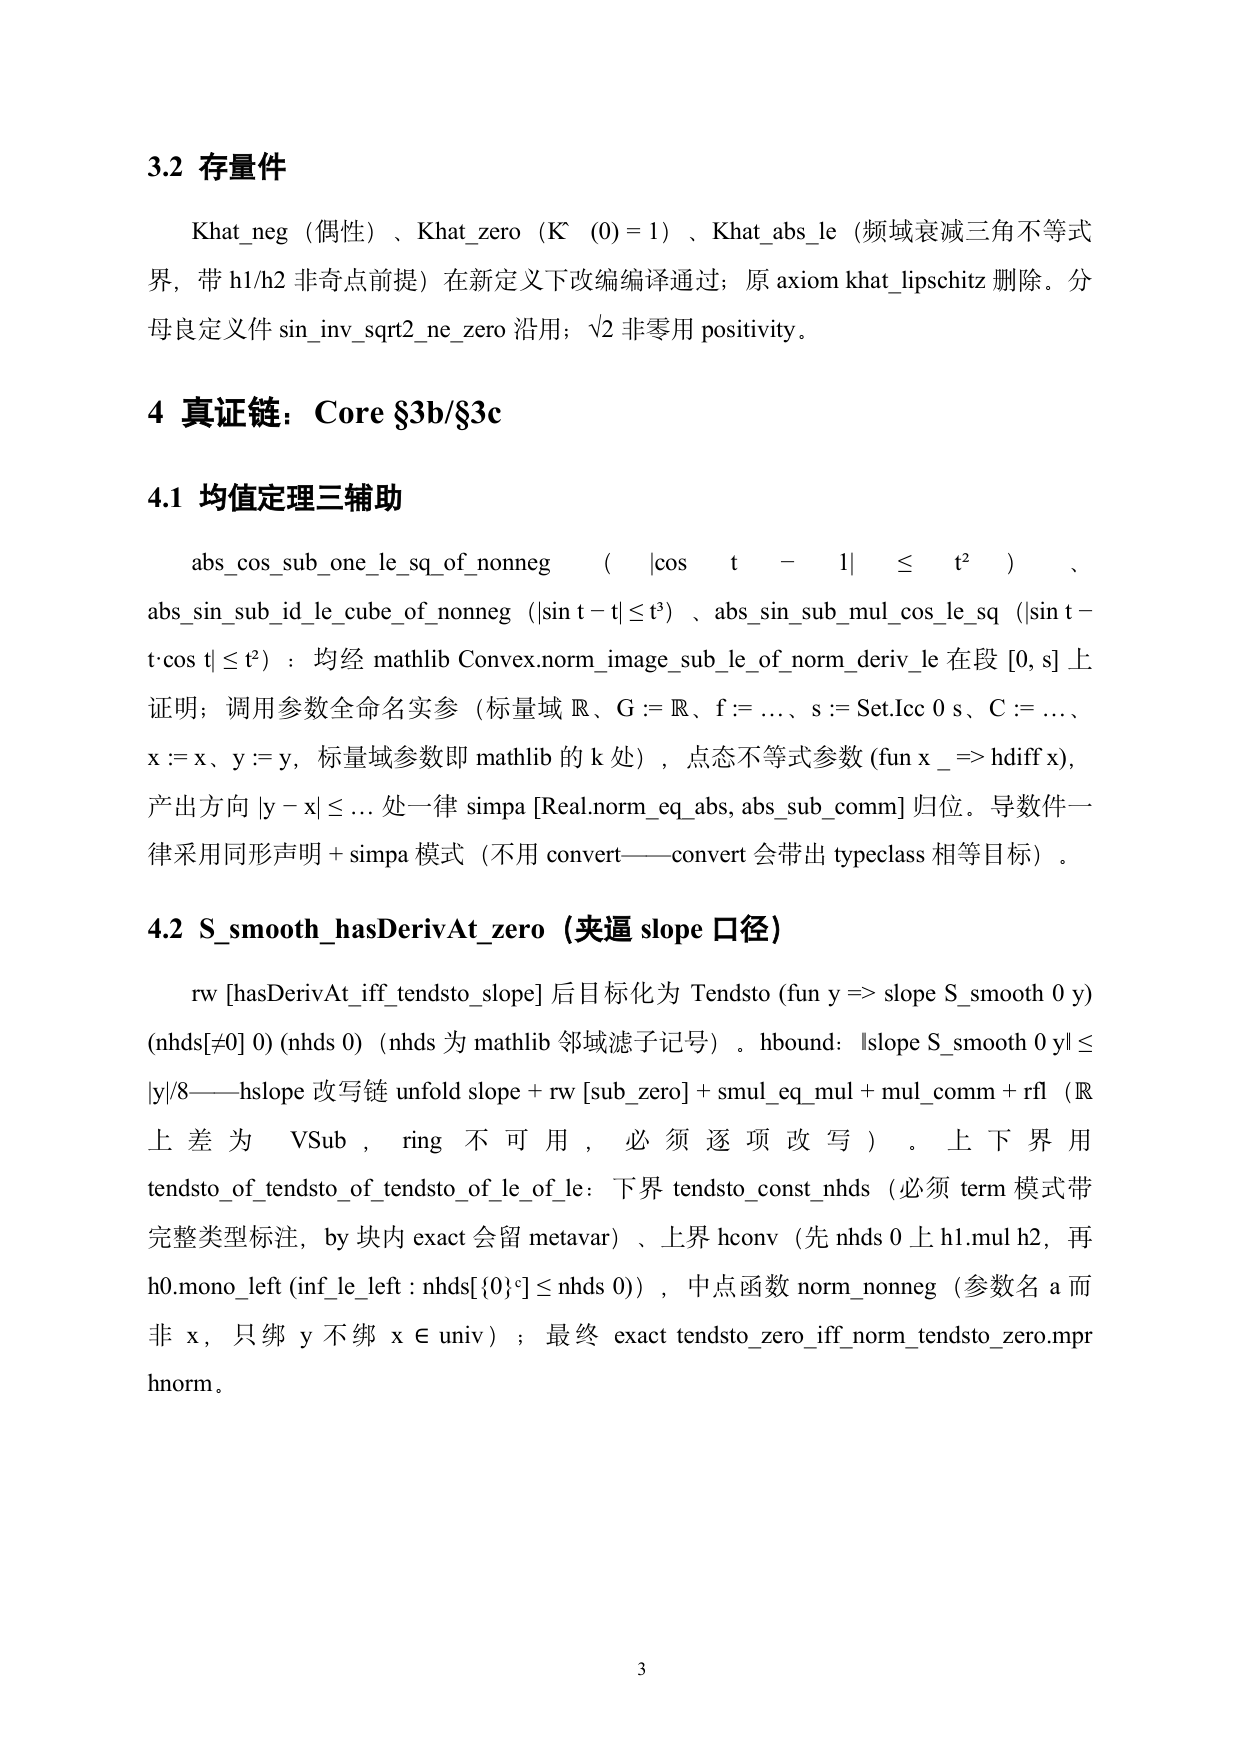 3.2 存量件
Khat_neg（偶性）、Khat_zero（K̂ (0) = 1）、Khat_abs_le（频域衰减三角不等式
界，带 h1/h2 非奇点前提）在新定义下改编编译通过；原 axiom khat_lipschitz 删除。分
母良定义件 sin_inv_sqrt2_ne_zero 沿用；√2 非零用 positivity。
4 真证链：Core §3b/§3c
4.1 均值定理三辅助
abs_cos_sub_one_le_sq_of_nonneg （ |cos t − 1| ≤ t² ） 、
abs_sin_sub_id_le_cube_of_nonneg（|sin t − t| ≤ t³）、abs_sin_sub_mul_cos_le_sq（|sin t −
t·cos t| ≤ t²）：均经 mathlib Convex.norm_image_sub_le_of_norm_deriv_le 在段 [0, s] 上
证明；调用参数全命名实参（标量域 ℝ、G := ℝ、f := …、s := Set.Icc 0 s、C := …、
x := x、y := y，标量域参数即 mathlib 的 k 处），点态不等式参数 (fun x _ => hdiff x)，
产出方向 |y − x| ≤ … 处一律 simpa [Real.norm_eq_abs, abs_sub_comm] 归位。导数件一
律采用同形声明 + simpa 模式（不用 convert——convert 会带出 typeclass 相等目标）。
4.2 S_smooth_hasDerivAt_zero（夹逼 slope 口径）
rw [hasDerivAt_iff_tendsto_slope] 后目标化为 Tendsto (fun y => slope S_smooth 0 y)
(nhds[≠0] 0) (nhds 0)（nhds 为 mathlib 邻域滤子记号）。hbound：‖slope S_smooth 0 y‖ ≤
|y|/8——hslope 改写链 unfold slope + rw [sub_zero] + smul_eq_mul + mul_comm + rfl（ℝ
上差为 VSub，ring 不可用，必须逐项改写）。上下界用
tendsto_of_tendsto_of_tendsto_of_le_of_le：下界 tendsto_const_nhds（必须 term 模式带
完整类型标注，by 块内 exact 会留 metavar）、上界 hconv（先 nhds 0 上 h1.mul h2，再
h0.mono_left (inf_le_left : nhds[{0}ᶜ] ≤ nhds 0)），中点函数 norm_nonneg（参数名 a 而
非 x，只绑 y 不绑 x ∈ univ）；最终 exact tendsto_zero_iff_norm_tendsto_zero.mpr
hnorm。
3